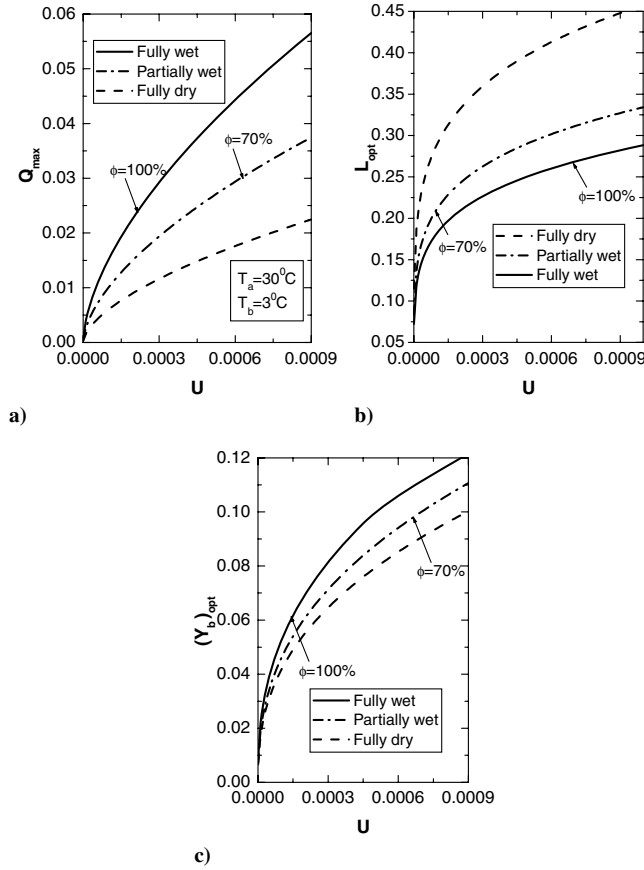 0.06
0.05
0.04
0.03
0.02
0.01
0.00
Q_max
Fully wet
Partially wet
Fully dry
ϕ=70%
ϕ=100%
T_a=30⁰C
T_b=3⁰C
0.0000 0.0003 0.0006 0.0009
U
a)
0.45
0.40
0.35
0.30
0.25
0.20
0.15
0.10
0.05
L_opt
ϕ=100%
ϕ=70%
Fully dry
Partially wet
Fully wet
0.0000 0.0003 0.0006 0.0009
U
b)
0.12
0.10
0.08
0.06
0.04
0.02
0.00
(Y_b)_opt
ϕ=70%
ϕ=100%
Fully wet
Partially wet
Fully dry
0.0000 0.0003 0.0006 0.0009
U
c)